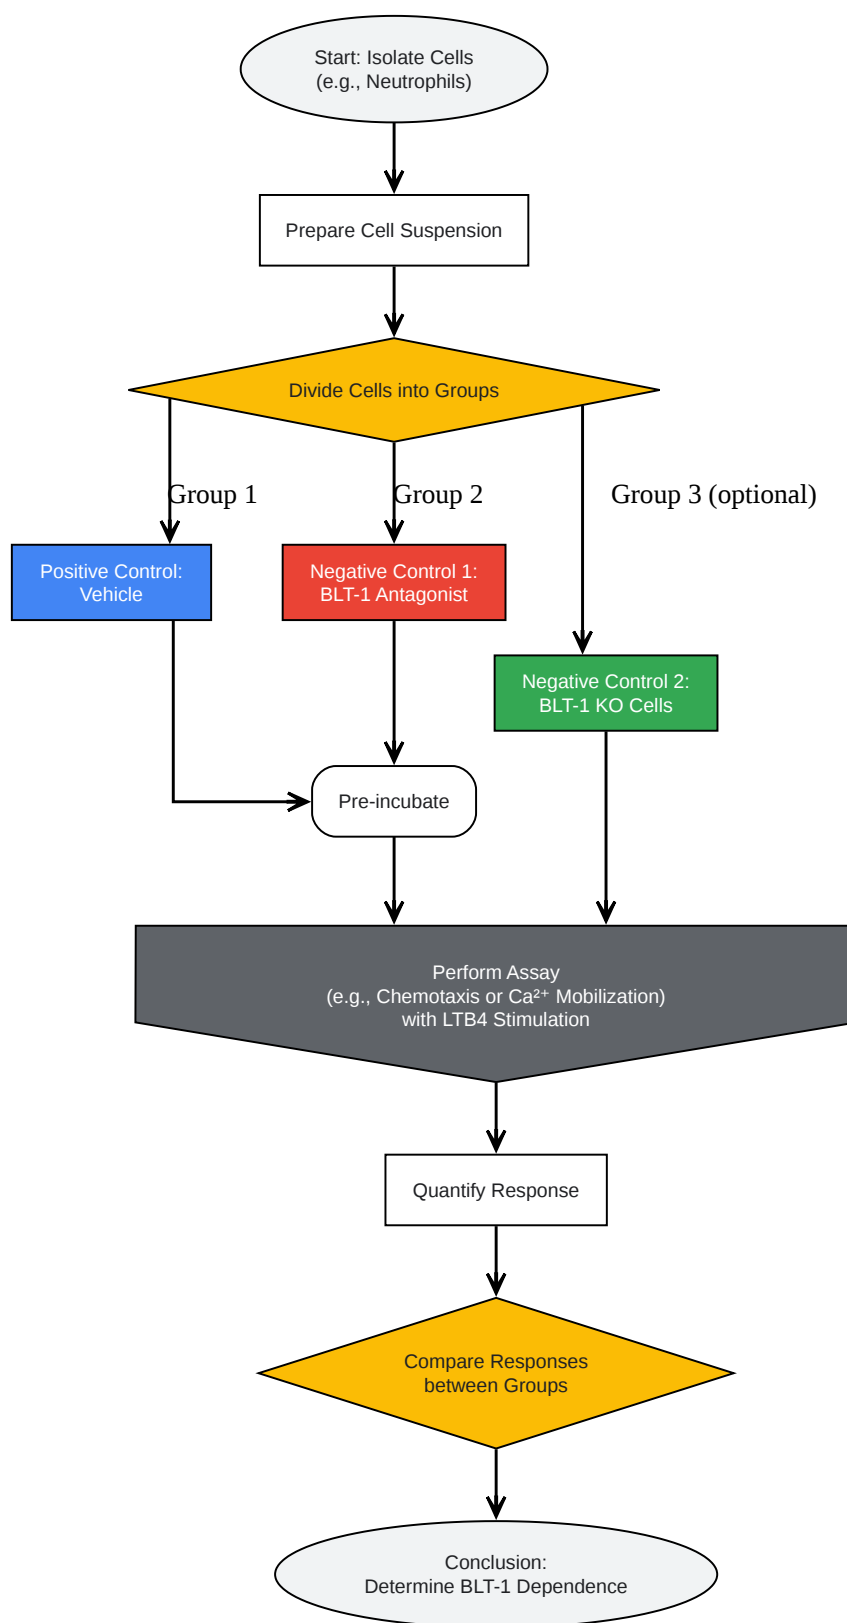 Start: Isolate Cells
(e.g., Neutrophils)
Prepare Cell Suspension
Divide Cells into Groups
Group 1
Group 2
Group 3 (optional)
Positive Control:
Vehicle
Negative Control 1:
BLT-1 Antagonist
Negative Control 2:
BLT-1 KO Cells
Pre-incubate
Perform Assay
(e.g., Chemotaxis or Ca²⁺ Mobilization)
with LTB4 Stimulation
Quantify Response
Compare Responses
between Groups
Conclusion:
Determine BLT-1 Dependence